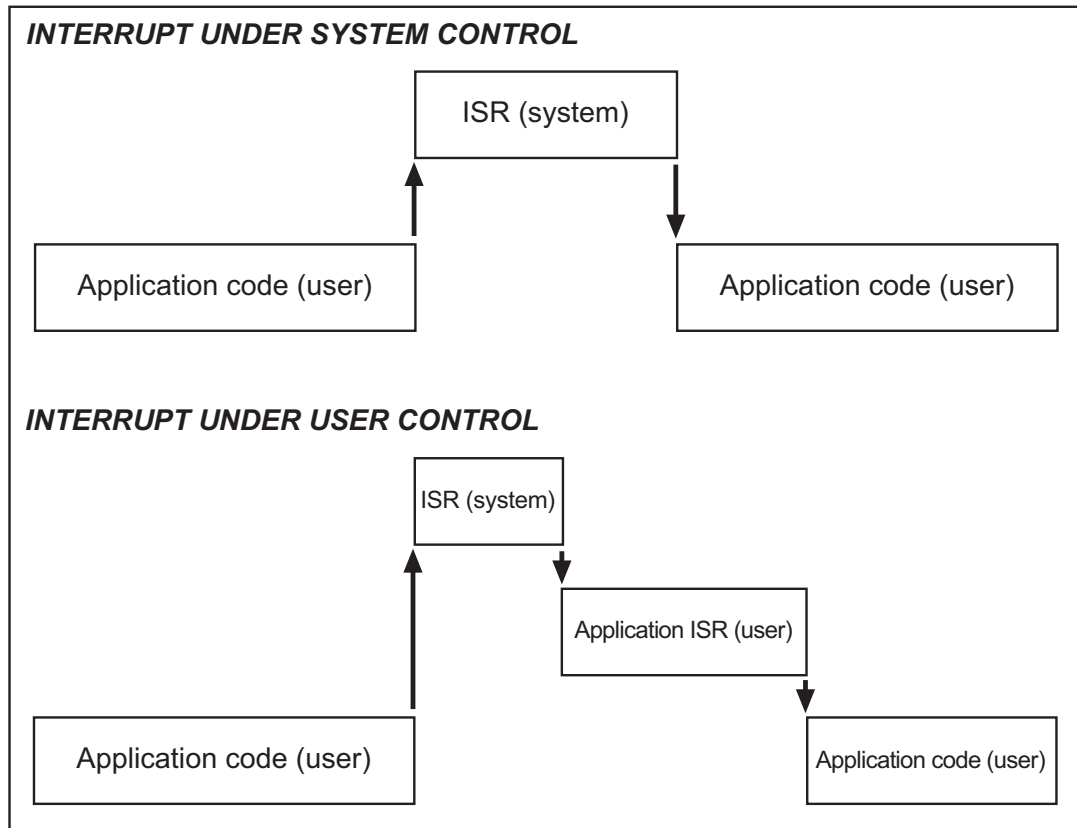 INTERRUPT UNDER SYSTEM CONTROL
ISR (system)
Application code (user)
Application code (user)
INTERRUPT UNDER USER CONTROL
ISR (system)
Application ISR (user)
Application code (user)
Application code (user)